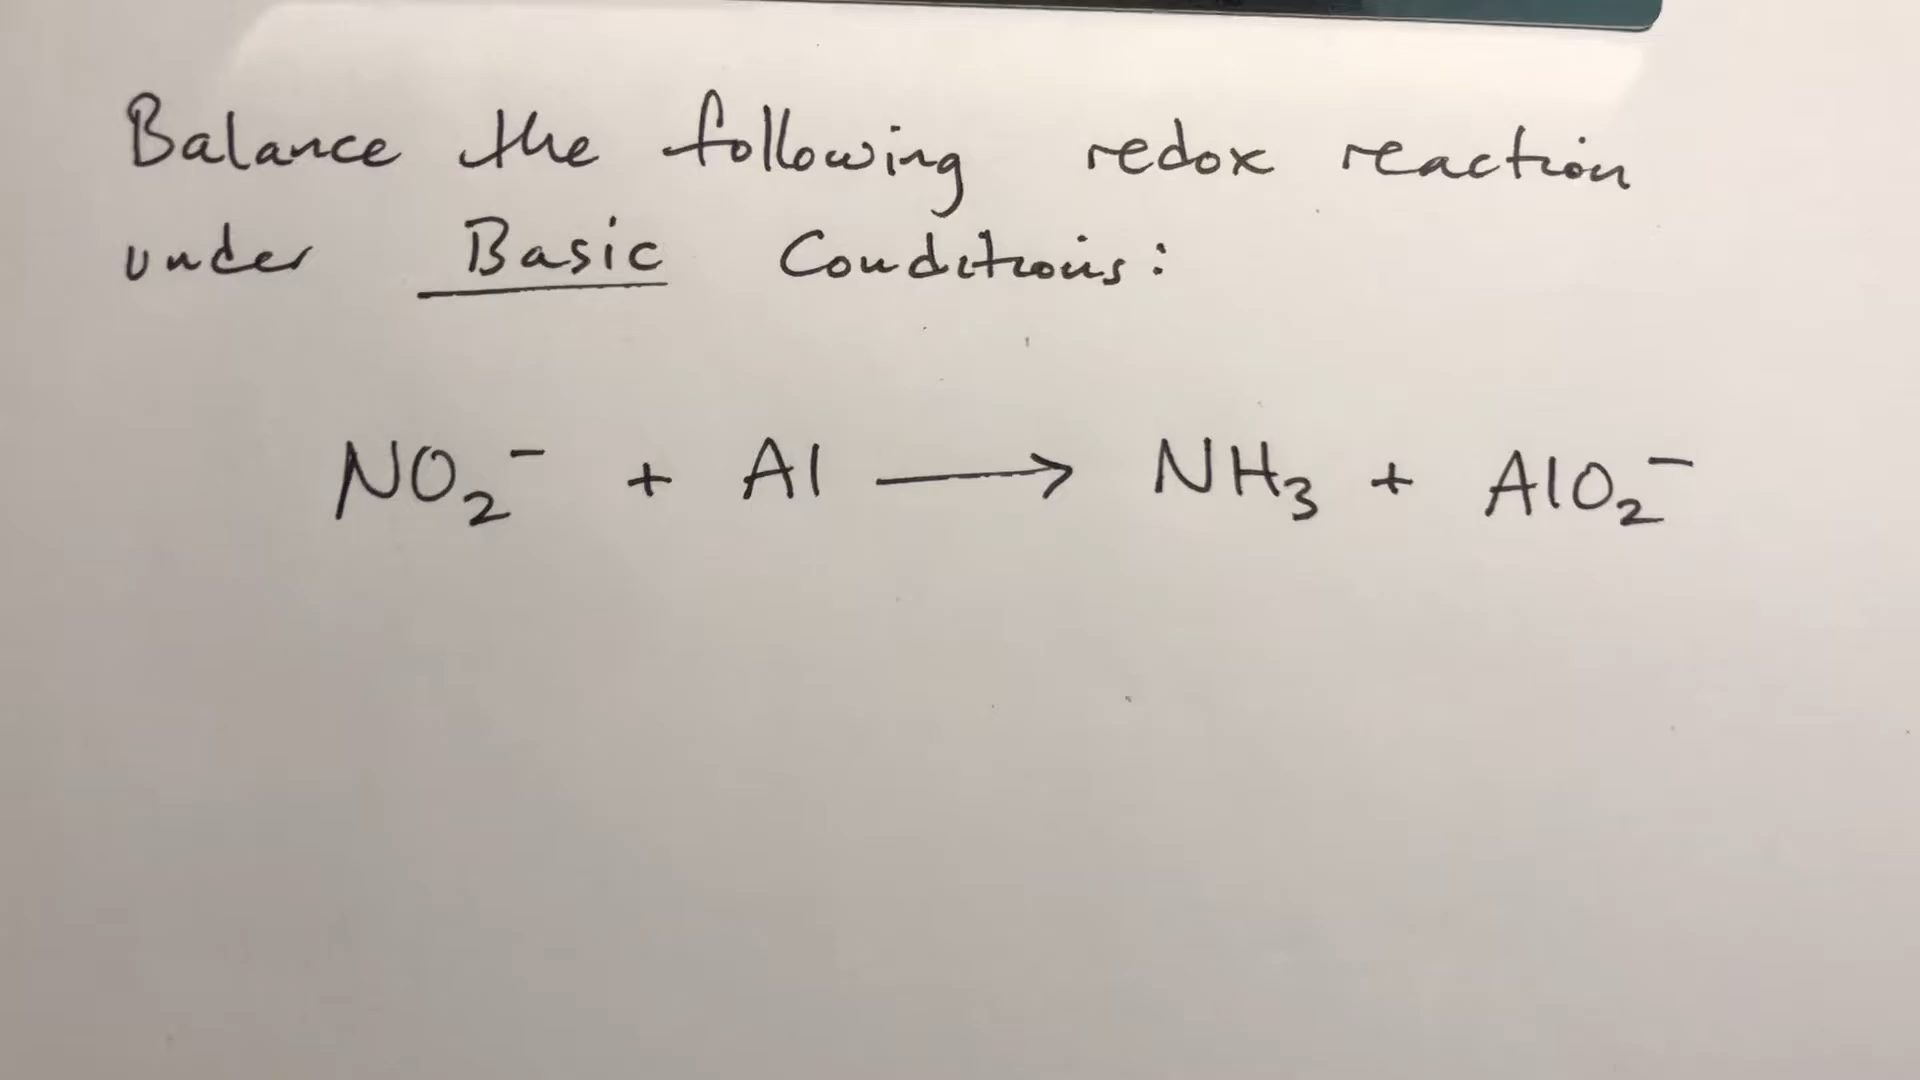 Balance the following redox reaction
under Basic Conditions:
NO₂⁻ + Al ⟶ NH₃ + AlO₂⁻